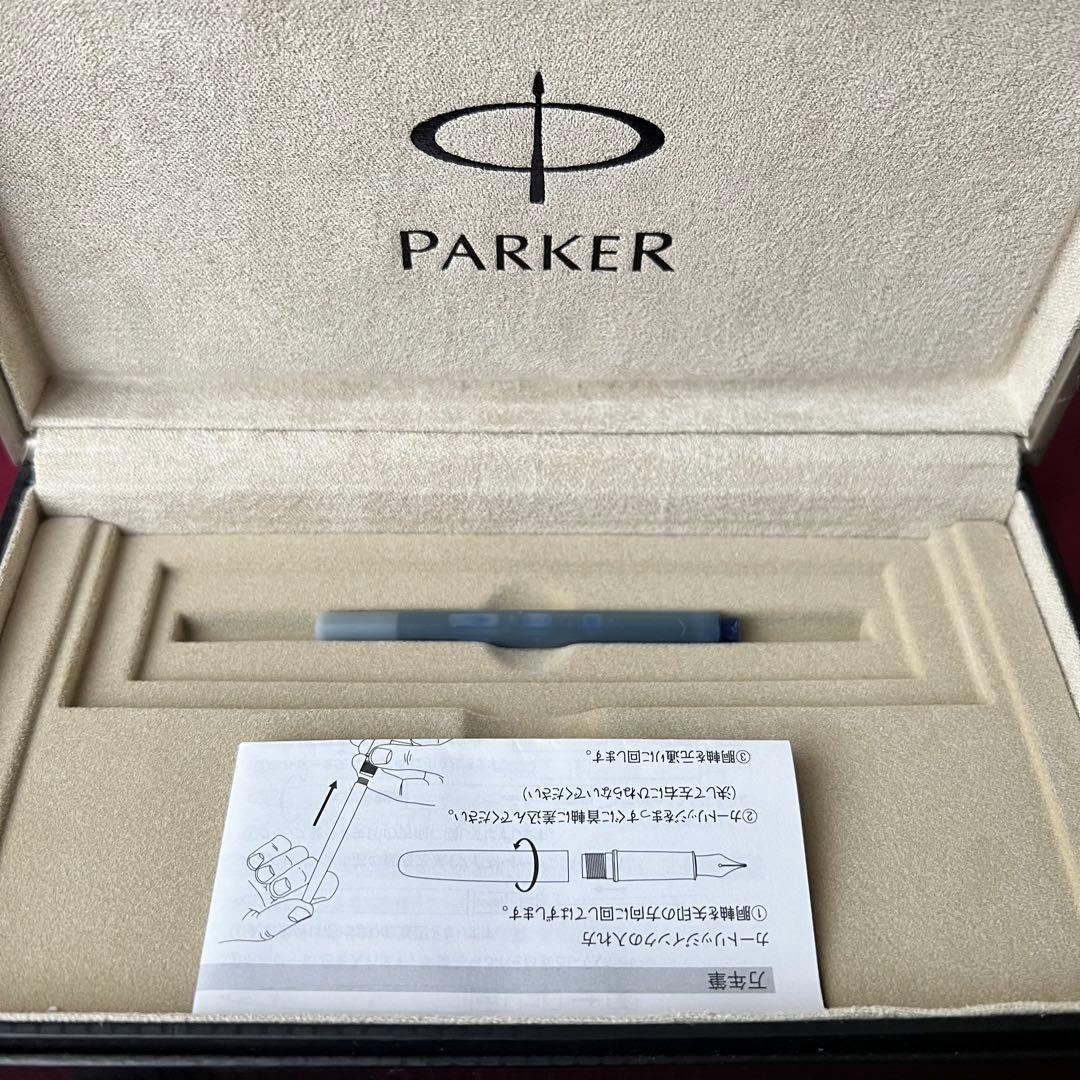 PARKER
万年筆
カートリッジインクの入れ方
①胴軸を矢印の方向に回してはずします。
②カートリッジをまっすぐに首軸に差込んでください。
(決して左右にひねらないでください)
③胴軸を元通りに回します。